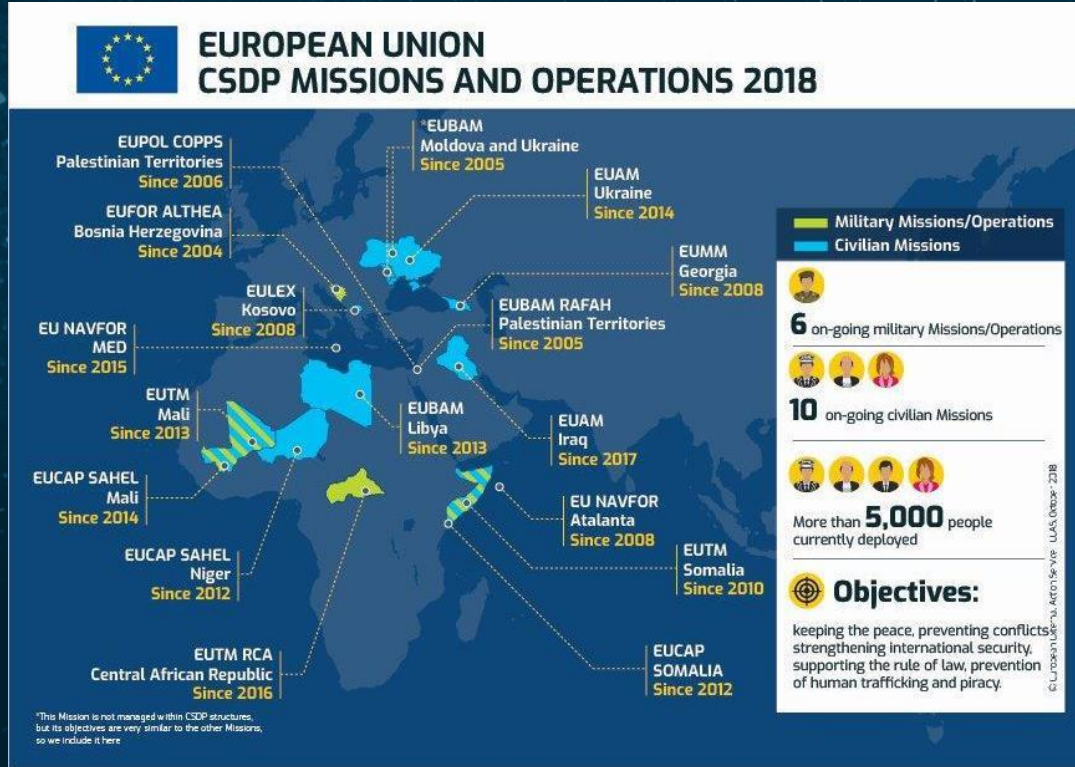 EUROPEAN UNION
CSDP MISSIONS AND OPERATIONS 2018
EUPOL COPPS
Palestinian Territories
Since 2006
*EUBAM
Moldova and Ukraine
Since 2005
EUAM
Ukraine
Since 2014
EUFOR ALTHEA
Bosnia Herzegovina
Since 2004
EUMM
Georgia
Since 2008
EULEX
Kosovo
Since 2008
EUBAM RAFAH
Palestinian Territories
Since 2005
EU NAVFOR
MED
Since 2015
EUTM
Mali
Since 2013
EUBAM
Libya
Since 2013
EUAM
Iraq
Since 2017
EUCAP SAHEL
Mali
Since 2014
EU NAVFOR
Atalanta
Since 2008
EUCAP SAHEL
Niger
Since 2012
EUTM
Somalia
Since 2010
EUTM RCA
Central African Republic
Since 2016
EUCAP
SOMALIA
Since 2012
*This Mission is not managed within CSDP structures,
but its objectives are very similar to the other Missions,
so we include it here
Military Missions/Operations
Civilian Missions
6 on-going military Missions/Operations
10 on-going civilian Missions
More than 5,000 people
currently deployed
Objectives:
keeping the peace, preventing conflicts,
strengthening international security,
supporting the rule of law, prevention
of human trafficking and piracy.
2018